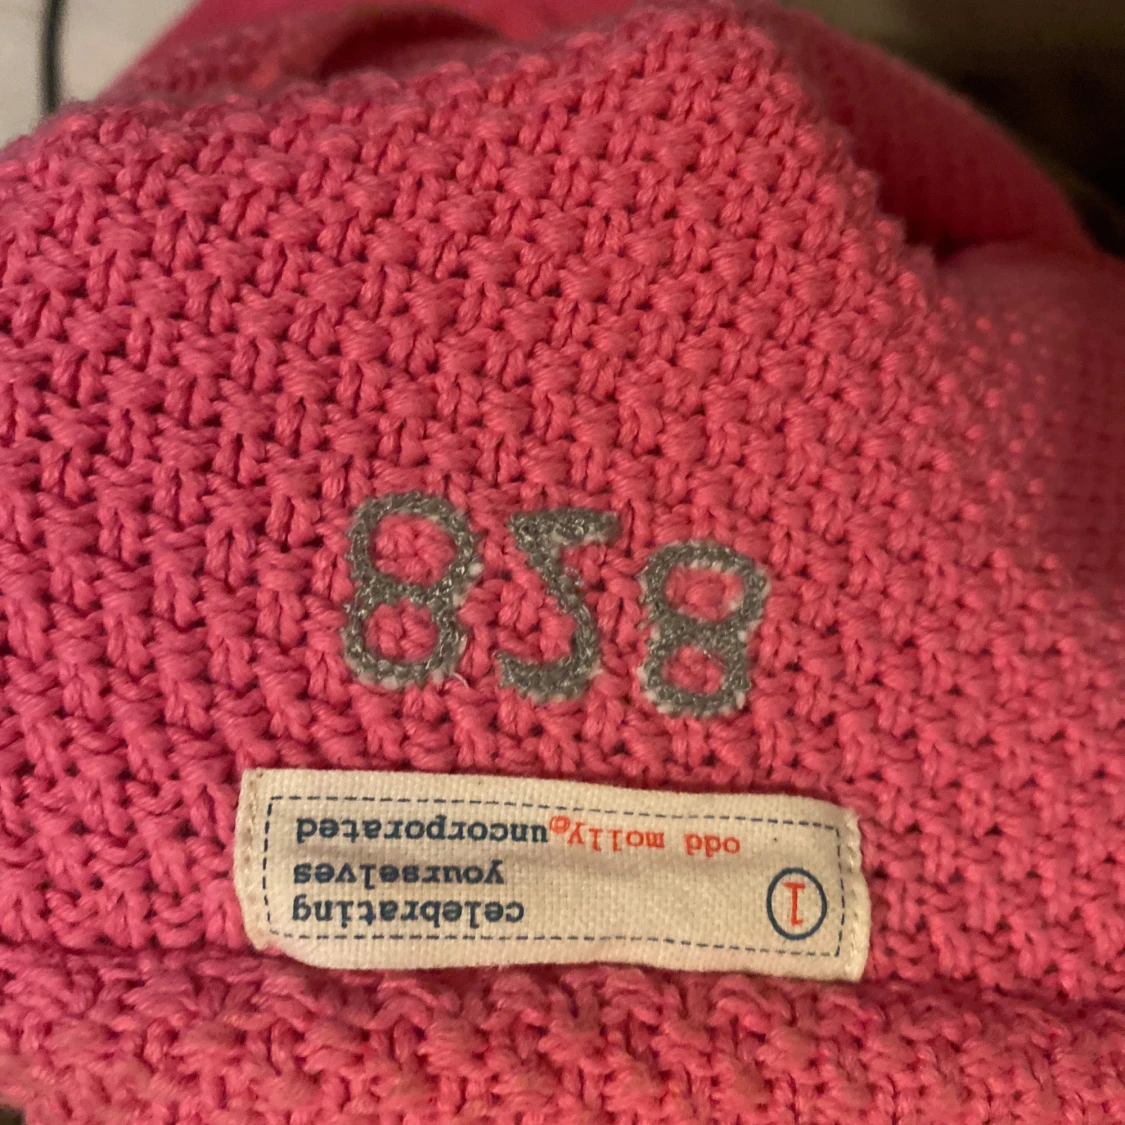 1
celebrating
yourselves
odd molly©uncorporated
858